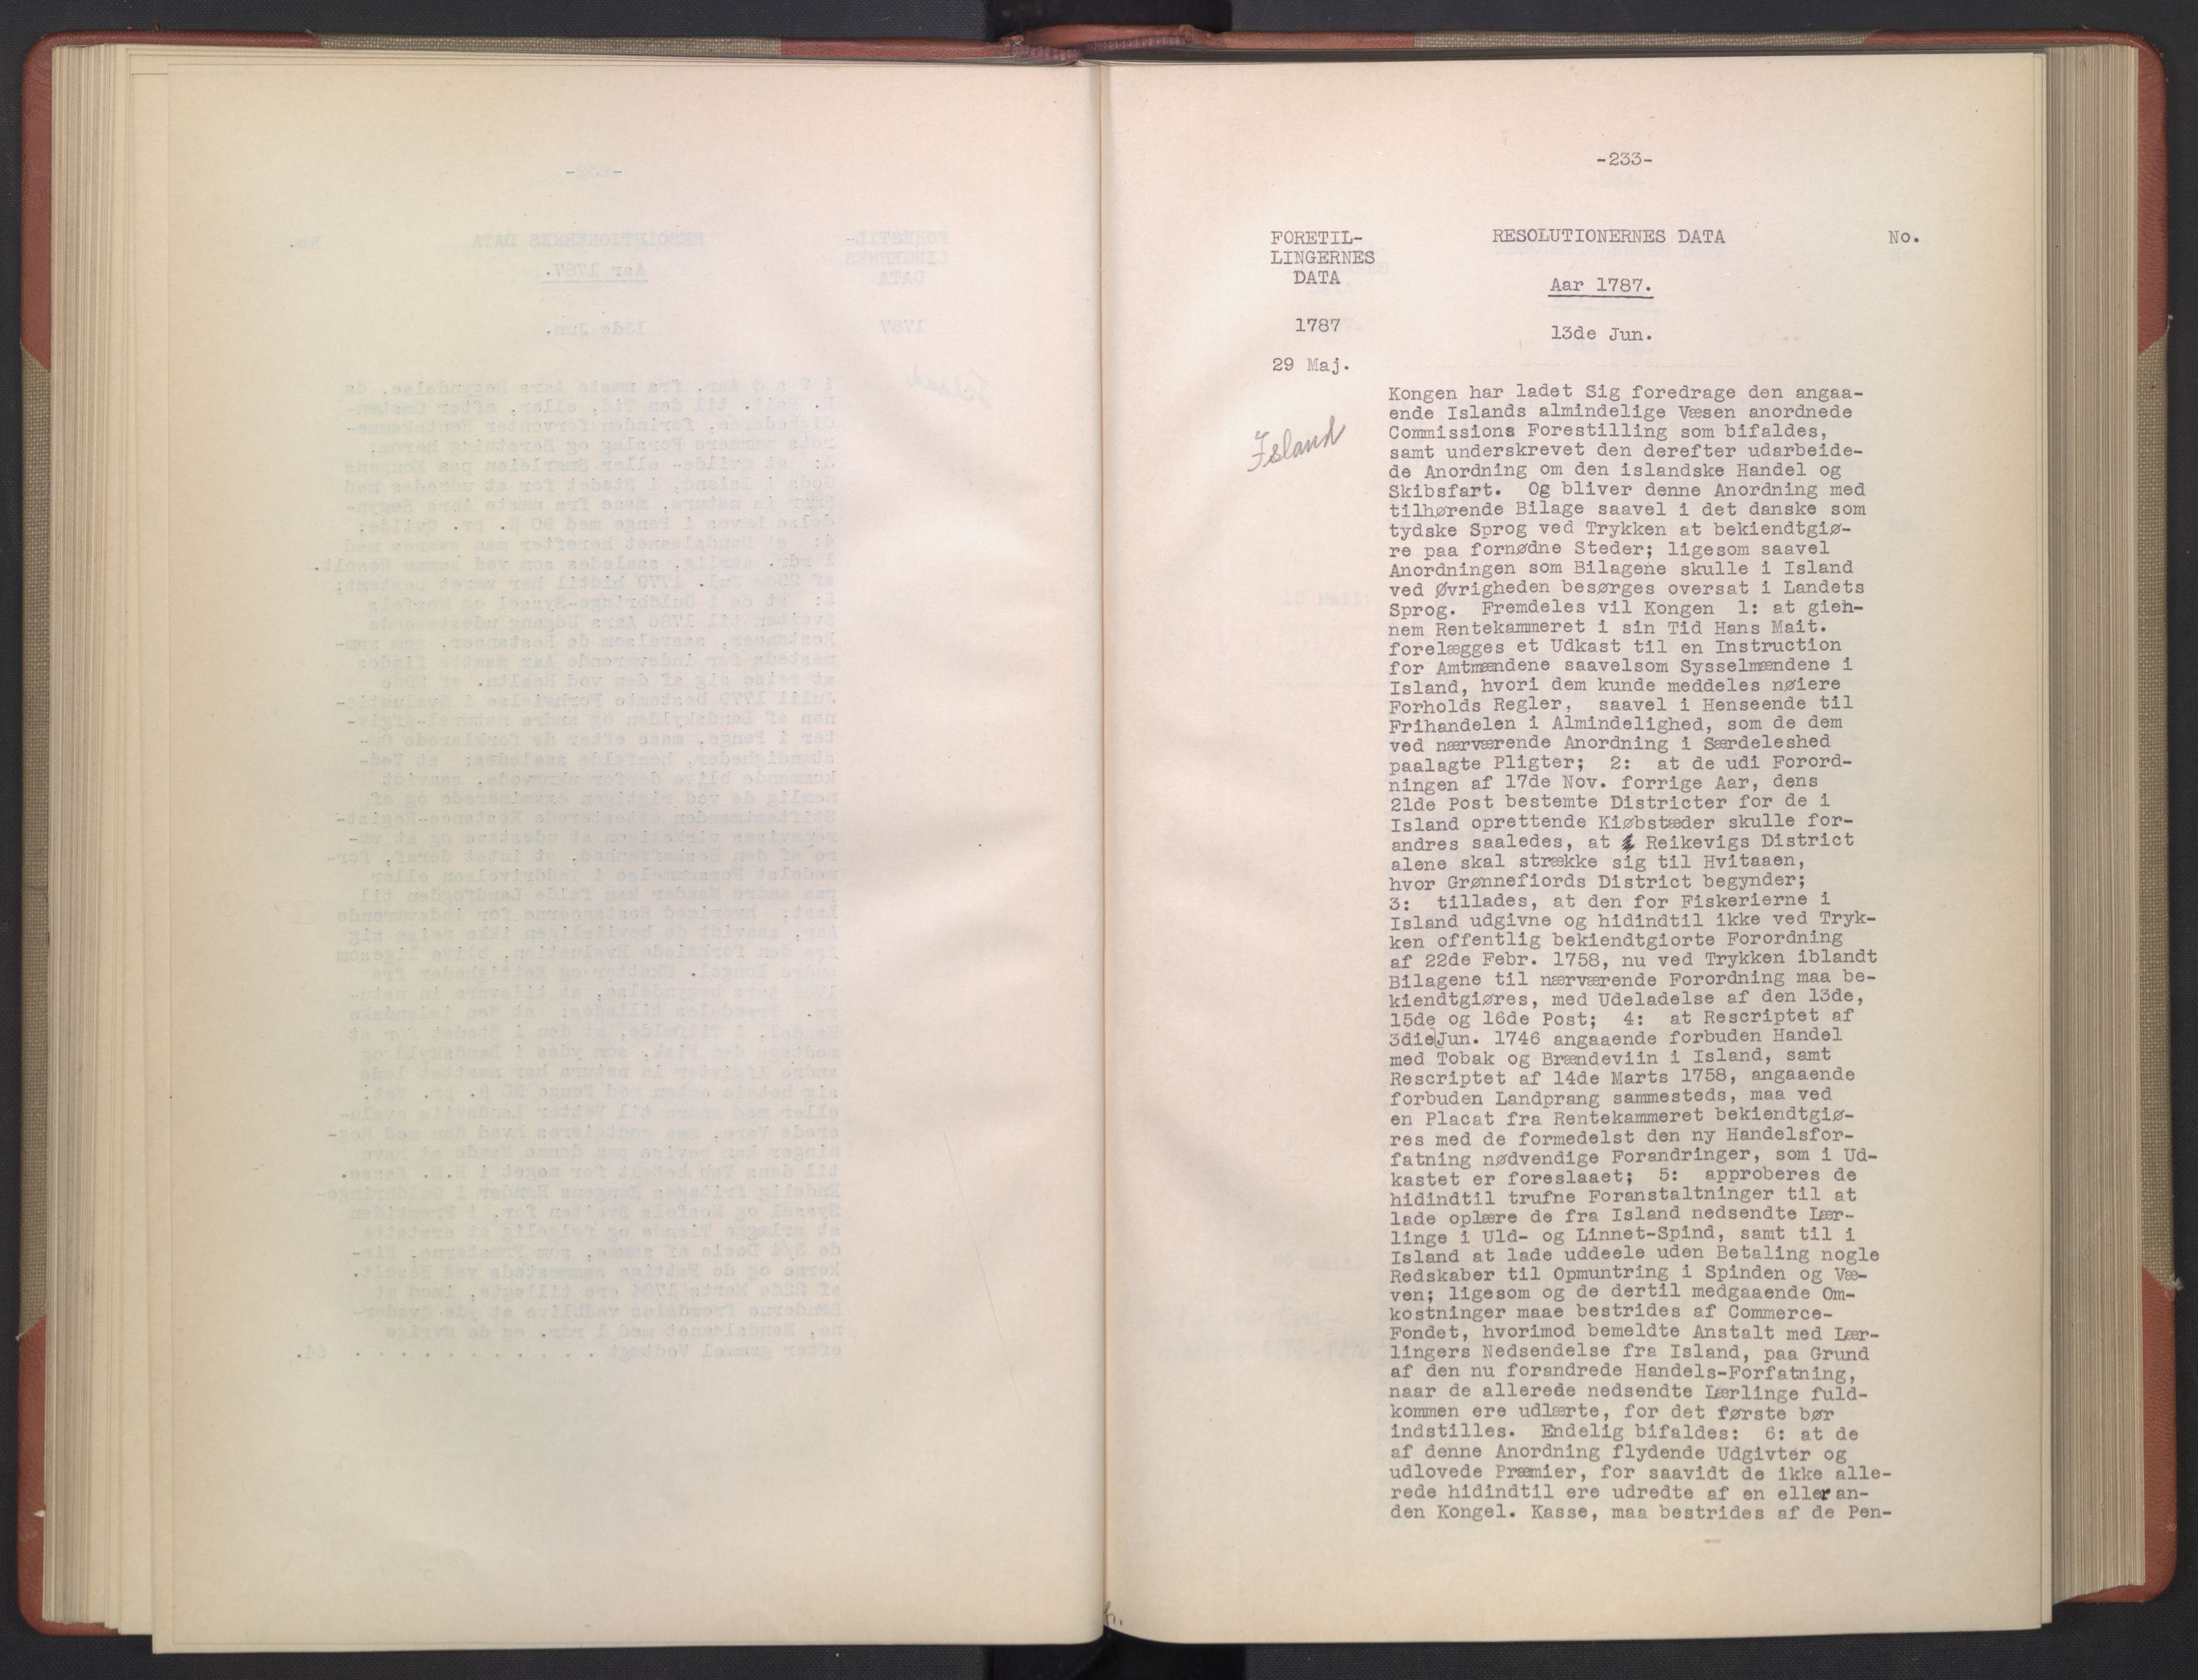 -233-
FORETIL-
LINGERNES
DATA
RESOLUTIONERNES DATA
No.
Aar 1787.
1787
13de Jun.
29 Maj.
Island
Kongen har ladet Sig foredrage den angaa-
ende Islands almindelige Væsen anordnede
Commissions Forestilling som bifaldes,
samt underskrevet den derefter udarbeide-
de Anordning om den islandske Handel og
Skibsfart. Og bliver denne Anordning med
tilhørende Bilage saavel i det danske som
tydske Sprog ved Trykken at bekiendtgiø-
re paa fornødne Steder; ligesom saavel
Anordningen som Bilagene skulle i Island
ved Øvrigheden besørges oversat i Landets
Sprog. Fremdeles vil Kongen 1: at gien-
nem Rentekammeret i sin Tid Hans Mait.
forelægges et Udkast til en Instruction
for Amtmændene saavelsom Sysselmændene i
Island, hvori dem kunde meddeles nøiere
Forholds Regler, saavel i Henseende til
Frihandelen i Almindelighed, som de dem
ved nærværende Anordning i Særdeleshed
paalagte Pligter; 2: at de udi Forord-
ningen af 17de Nov. forrige Aar, dens
21de Post bestemte Districter for de i
Island oprettende Kiøbstæder skulle for-
andres saaledes, at Reikevigs District
alene skal strække sig til Hvitaaen,
hvor Grønnefiords District begynder;
3: tillades, at den for Fiskerierne i
Island udgivne og hidindtil ikke ved Tryk-
ken offentlig bekiendtgiorte Forordning
af 22de Febr. 1758, nu ved Trykken iblandt
Bilagene til nærværende Forordning maa be-
kiendtgiøres, med Udeladelse af den 13de,
15de og 16de Post; 4: at Rescriptet af
3die Jun. 1746 angaaende forbuden Handel
med Tobak og Brændeviin i Island, samt
Rescriptet af 14de Marts 1758, angaaende
forbuden Landprang sammesteds, maa ved
en Placat fra Rentekammeret bekiendtgiø-
res med de formedelst den ny Handelsfor-
fatning nødvendige Forandringer, som i Ud-
kastet er foreslaaet; 5: approberes de
hidindtil trufne Foranstaltninger til at
lade oplære de fra Island nedsendte Lær-
linge i Uld- og Linnet-Spind, samt til i
Island at lade uddeele uden Betaling nogle
Redskaber til Opmuntring i Spinden og Væ-
ven; ligesom og de dertil medgaaende Om-
kostninger maae bestrides af Commerce-
Fondet, hvorimod bemeldte Anstalt med Lær-
lingers Nedsendelse fra Island, paa Grund
af den nu forandrede Handels-Forfatning,
naar de allerede nedsendte Lærlinge fuld-
kommen ere udlærte, for det første bør
indstilles. Endelig bifaldes: 6: at de
af denne Anordning flydende Udgivter og
udlovede Præmier, for saavidt de ikke alle-
rede hidindtil ere udredte af en eller an-
den Kongel. Kasse, maa bestrides af de Pen-